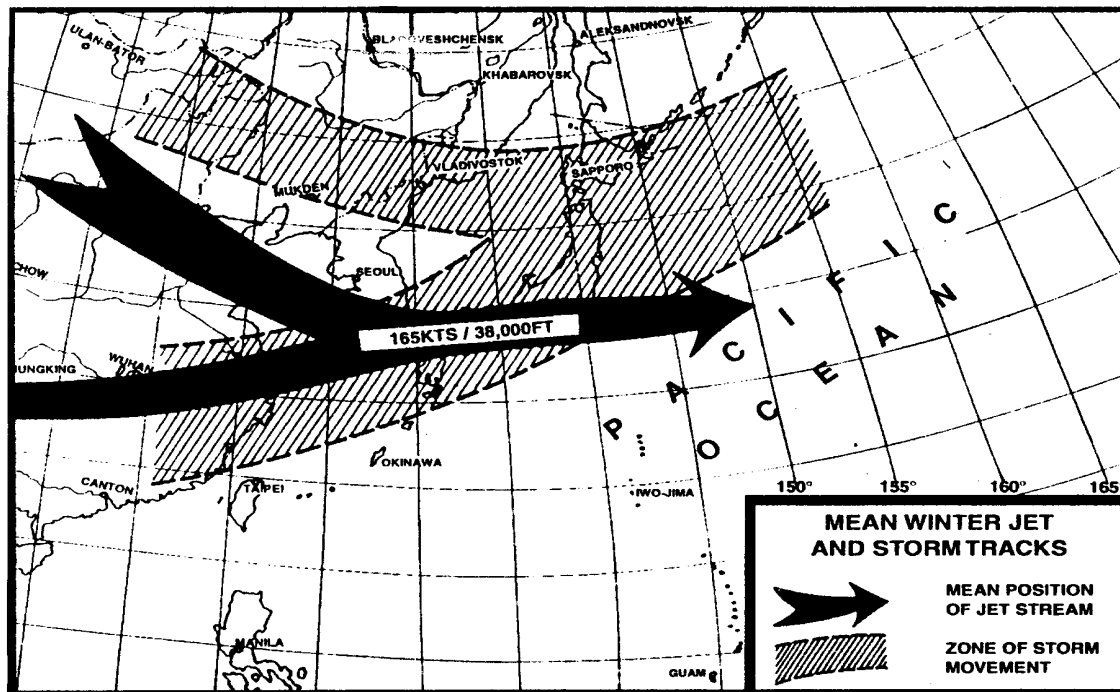 ULAN-BATOR
ALEKSANDNOVSK
KHABAROVSK
VLADIVOSTOK
SAPPORO
MUKDEN
SEOUL
CHOW
165KTS / 38,000FT
WUHAN
HUNGKING
PACIFIC
OCEAN
OKINAWA
CANTON
TAIPEI
IWO-JIMA
150° 155° 160° 165
MANILA
GUAM
MEAN WINTER JET
AND STORM TRACKS
MEAN POSITION
OF JET STREAM
ZONE OF STORM
MOVEMENT